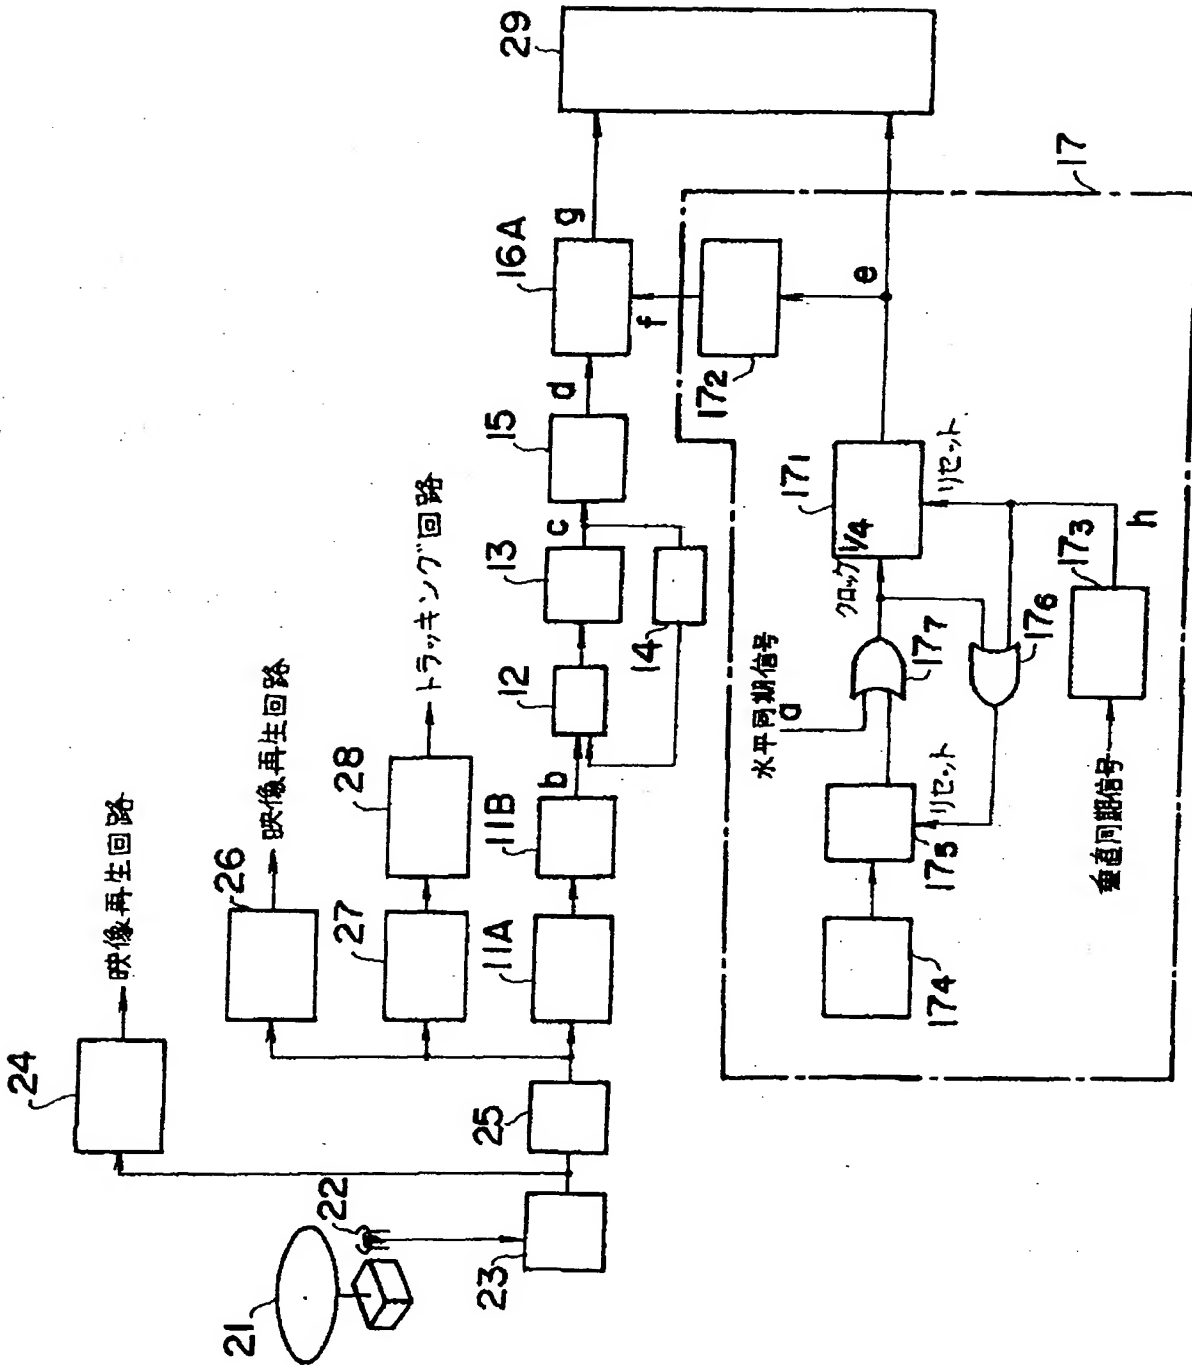 21
22
23
24
映像再生回路
25
26
映像再生回路
27
28
トラッキング回路
11A
11B
b
12
13
c
14
15
d
16A
g
f
29
17
17₂
e
17₁
1/4
クロック
リセット
水平同期信号
a
17₇
17₆
17₅
リセット
17₄
17₃
h
垂直同期信号